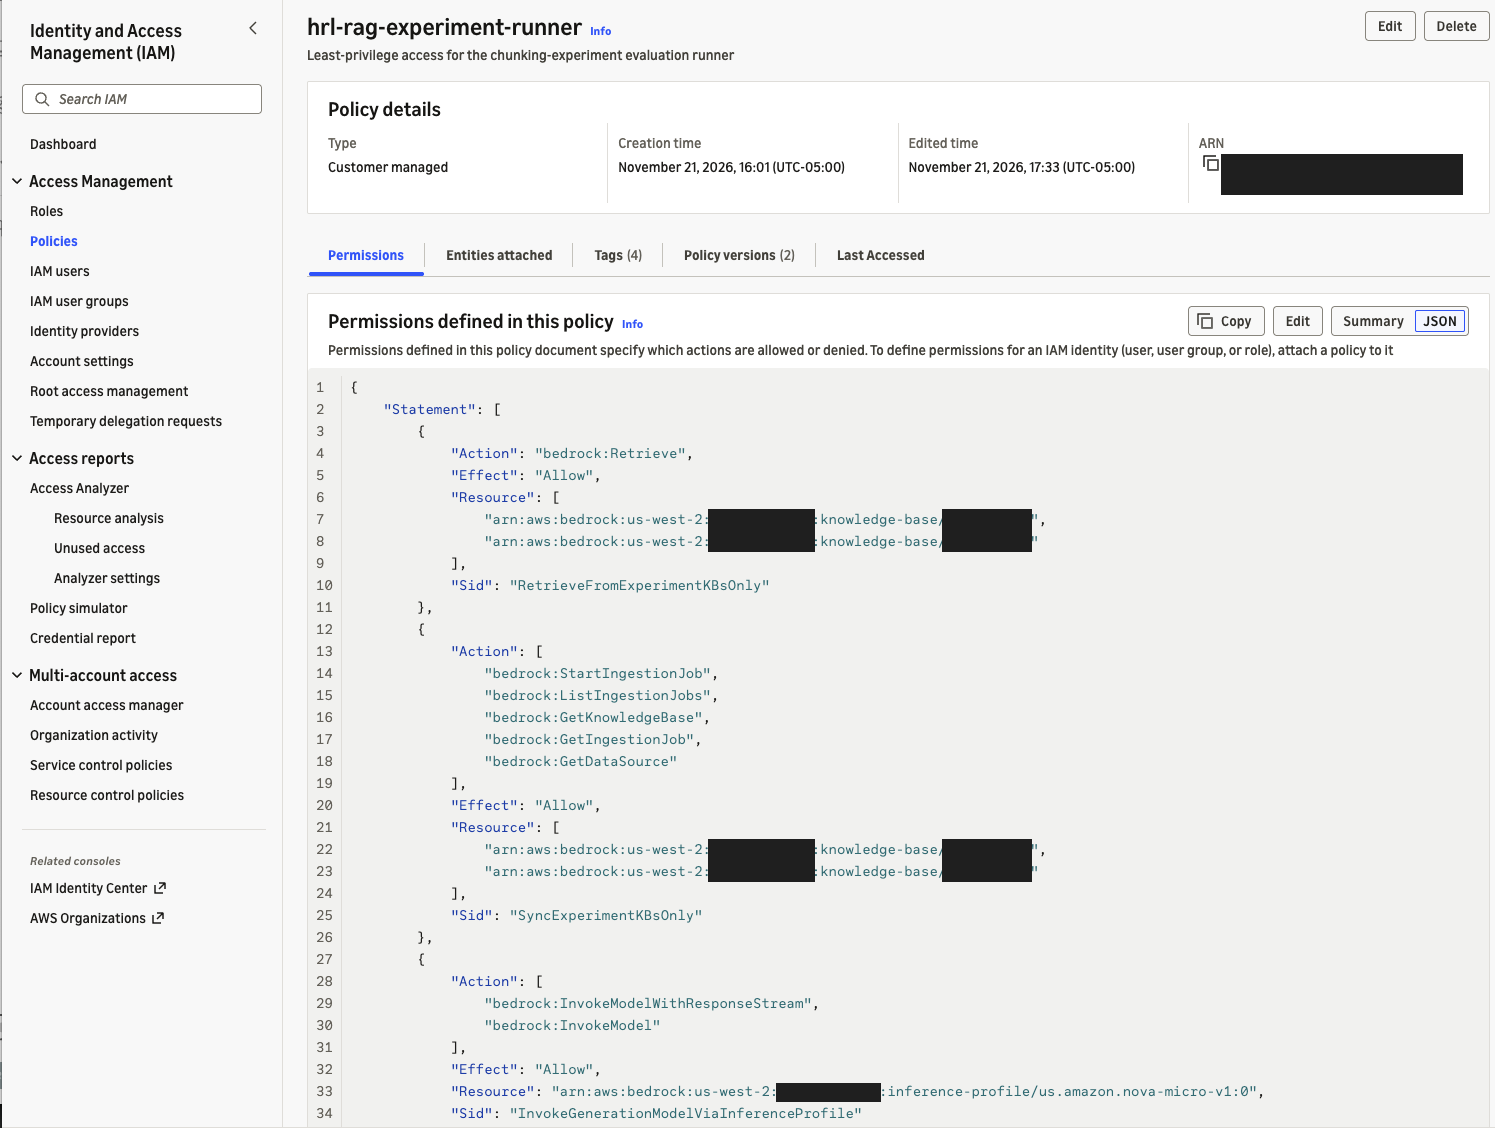 Identity and Access
Management (IAM)
Search IAM
Dashboard
Access Management
Roles
Policies
IAM users
IAM user groups
Identity providers
Account settings
Root access management
Temporary delegation requests
Access reports
Access Analyzer
Resource analysis
Unused access
Analyzer settings
Policy simulator
Credential report
Multi-account access
Account access manager
Organization activity
Service control policies
Resource control policies
Related consoles
IAM Identity Center
AWS Organizations
hrl-rag-experiment-runner Info
Edit Delete
Least-privilege access for the chunking-experiment evaluation runner
Policy details
Type
Customer managed
Creation time
November 21, 2026, 16:01 (UTC-05:00)
Edited time
November 21, 2026, 17:33 (UTC-05:00)
ARN
Permissions Entities attached Tags (4) Policy versions (2) Last Accessed
Permissions defined in this policy Info
Copy Edit Summary JSON
Permissions defined in this policy document specify which actions are allowed or denied. To define permissions for an IAM identity (user, user group, or role), attach a policy to it
1 {
2 "Statement": [
3 {
4 "Action": "bedrock:Retrieve",
5 "Effect": "Allow",
6 "Resource": [
7 "arn:aws:bedrock:us-west-2: :knowledge-base/ ",
8 "arn:aws:bedrock:us-west-2: :knowledge-base/ "
9 ],
10 "Sid": "RetrieveFromExperimentKBsOnly"
11 },
12 {
13 "Action": [
14 "bedrock:StartIngestionJob",
15 "bedrock:ListIngestionJobs",
16 "bedrock:GetKnowledgeBase",
17 "bedrock:GetIngestionJob",
18 "bedrock:GetDataSource"
19 ],
20 "Effect": "Allow",
21 "Resource": [
22 "arn:aws:bedrock:us-west-2: :knowledge-base/ ",
23 "arn:aws:bedrock:us-west-2: :knowledge-base/ "
24 ],
25 "Sid": "SyncExperimentKBsOnly"
26 },
27 {
28 "Action": [
29 "bedrock:InvokeModelWithResponseStream",
30 "bedrock:InvokeModel"
31 ],
32 "Effect": "Allow",
33 "Resource": "arn:aws:bedrock:us-west-2: :inference-profile/us.amazon.nova-micro-v1:0",
34 "Sid": "InvokeGenerationModelViaInferenceProfile"